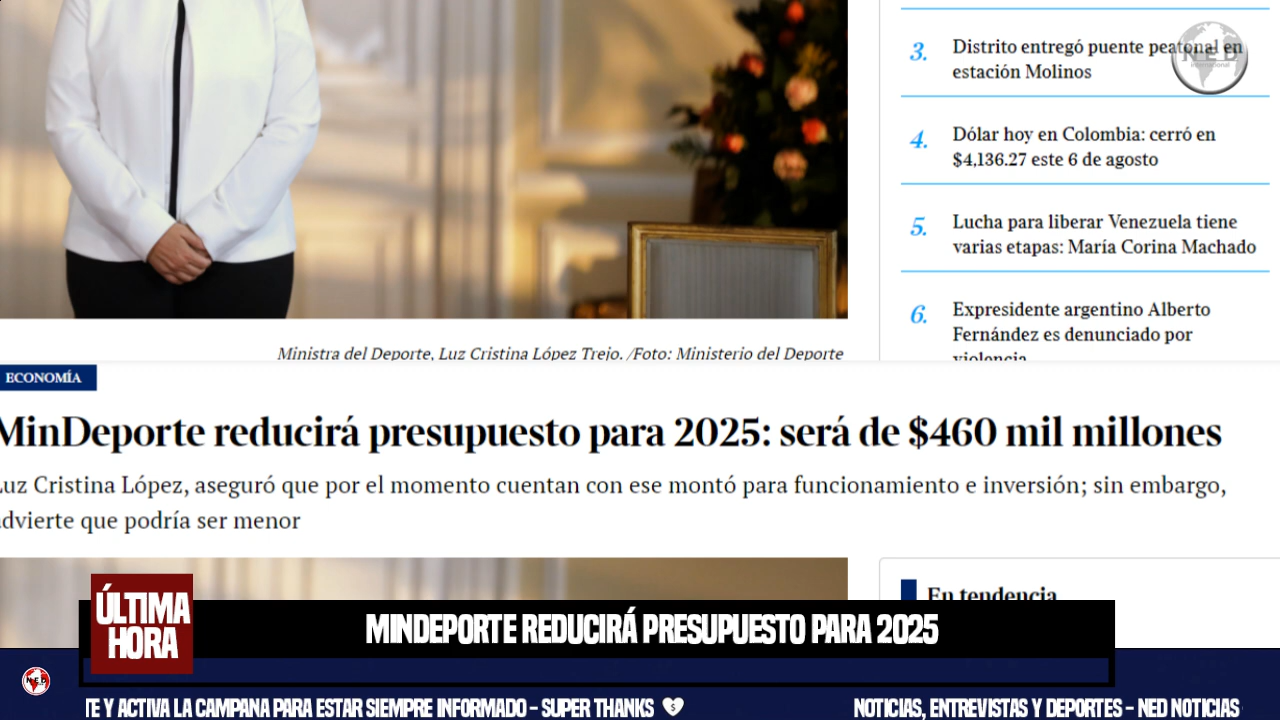 3. Distrito entregó puente peatonal en
estación Molinos
NED
international
4. Dólar hoy en Colombia: cerró en
$4,136.27 este 6 de agosto
5. Lucha para liberar Venezuela tiene
varias etapas: María Corina Machado
6. Expresidente argentino Alberto
Fernández es denunciado por
violencia
Ministra del Deporte, Luz Cristina López Trejo. /Foto: Ministerio del Deporte
ECONOMÍA
MinDeporte reducirá presupuesto para 2025: será de $460 mil millones
Luz Cristina López, aseguró que por el momento cuentan con ese montó para funcionamiento e inversión; sin embargo,
advierte que podría ser menor
En tendencia
ÚLTIMA
HORA
MINDEPORTE REDUCIRÁ PRESUPUESTO PARA 2025
NED
TE Y ACTIVA LA CAMPANA PARA ESTAR SIEMPRE INFORMADO - SUPER THANKS $ NOTICIAS, ENTREVISTAS Y DEPORTES - NED NOTICIAS